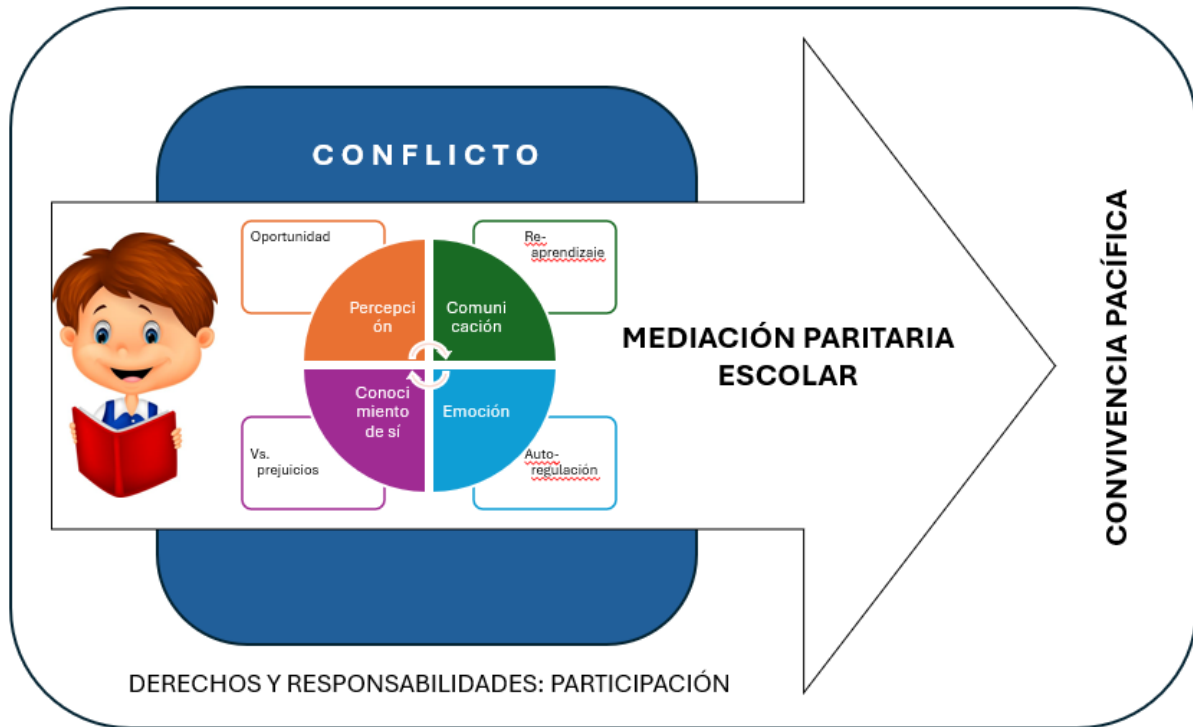 CONFLICTO
Oportunidad
Re-
aprendizaje
Percepci
ón
Comuni
cación
Conoci
miento
de sí
Emoción
Vs.
prejuicios
Auto-
regulación
MEDIACIÓN PARITARIA
ESCOLAR
CONVIVENCIA PACÍFICA
DERECHOS Y RESPONSABILIDADES: PARTICIPACIÓN